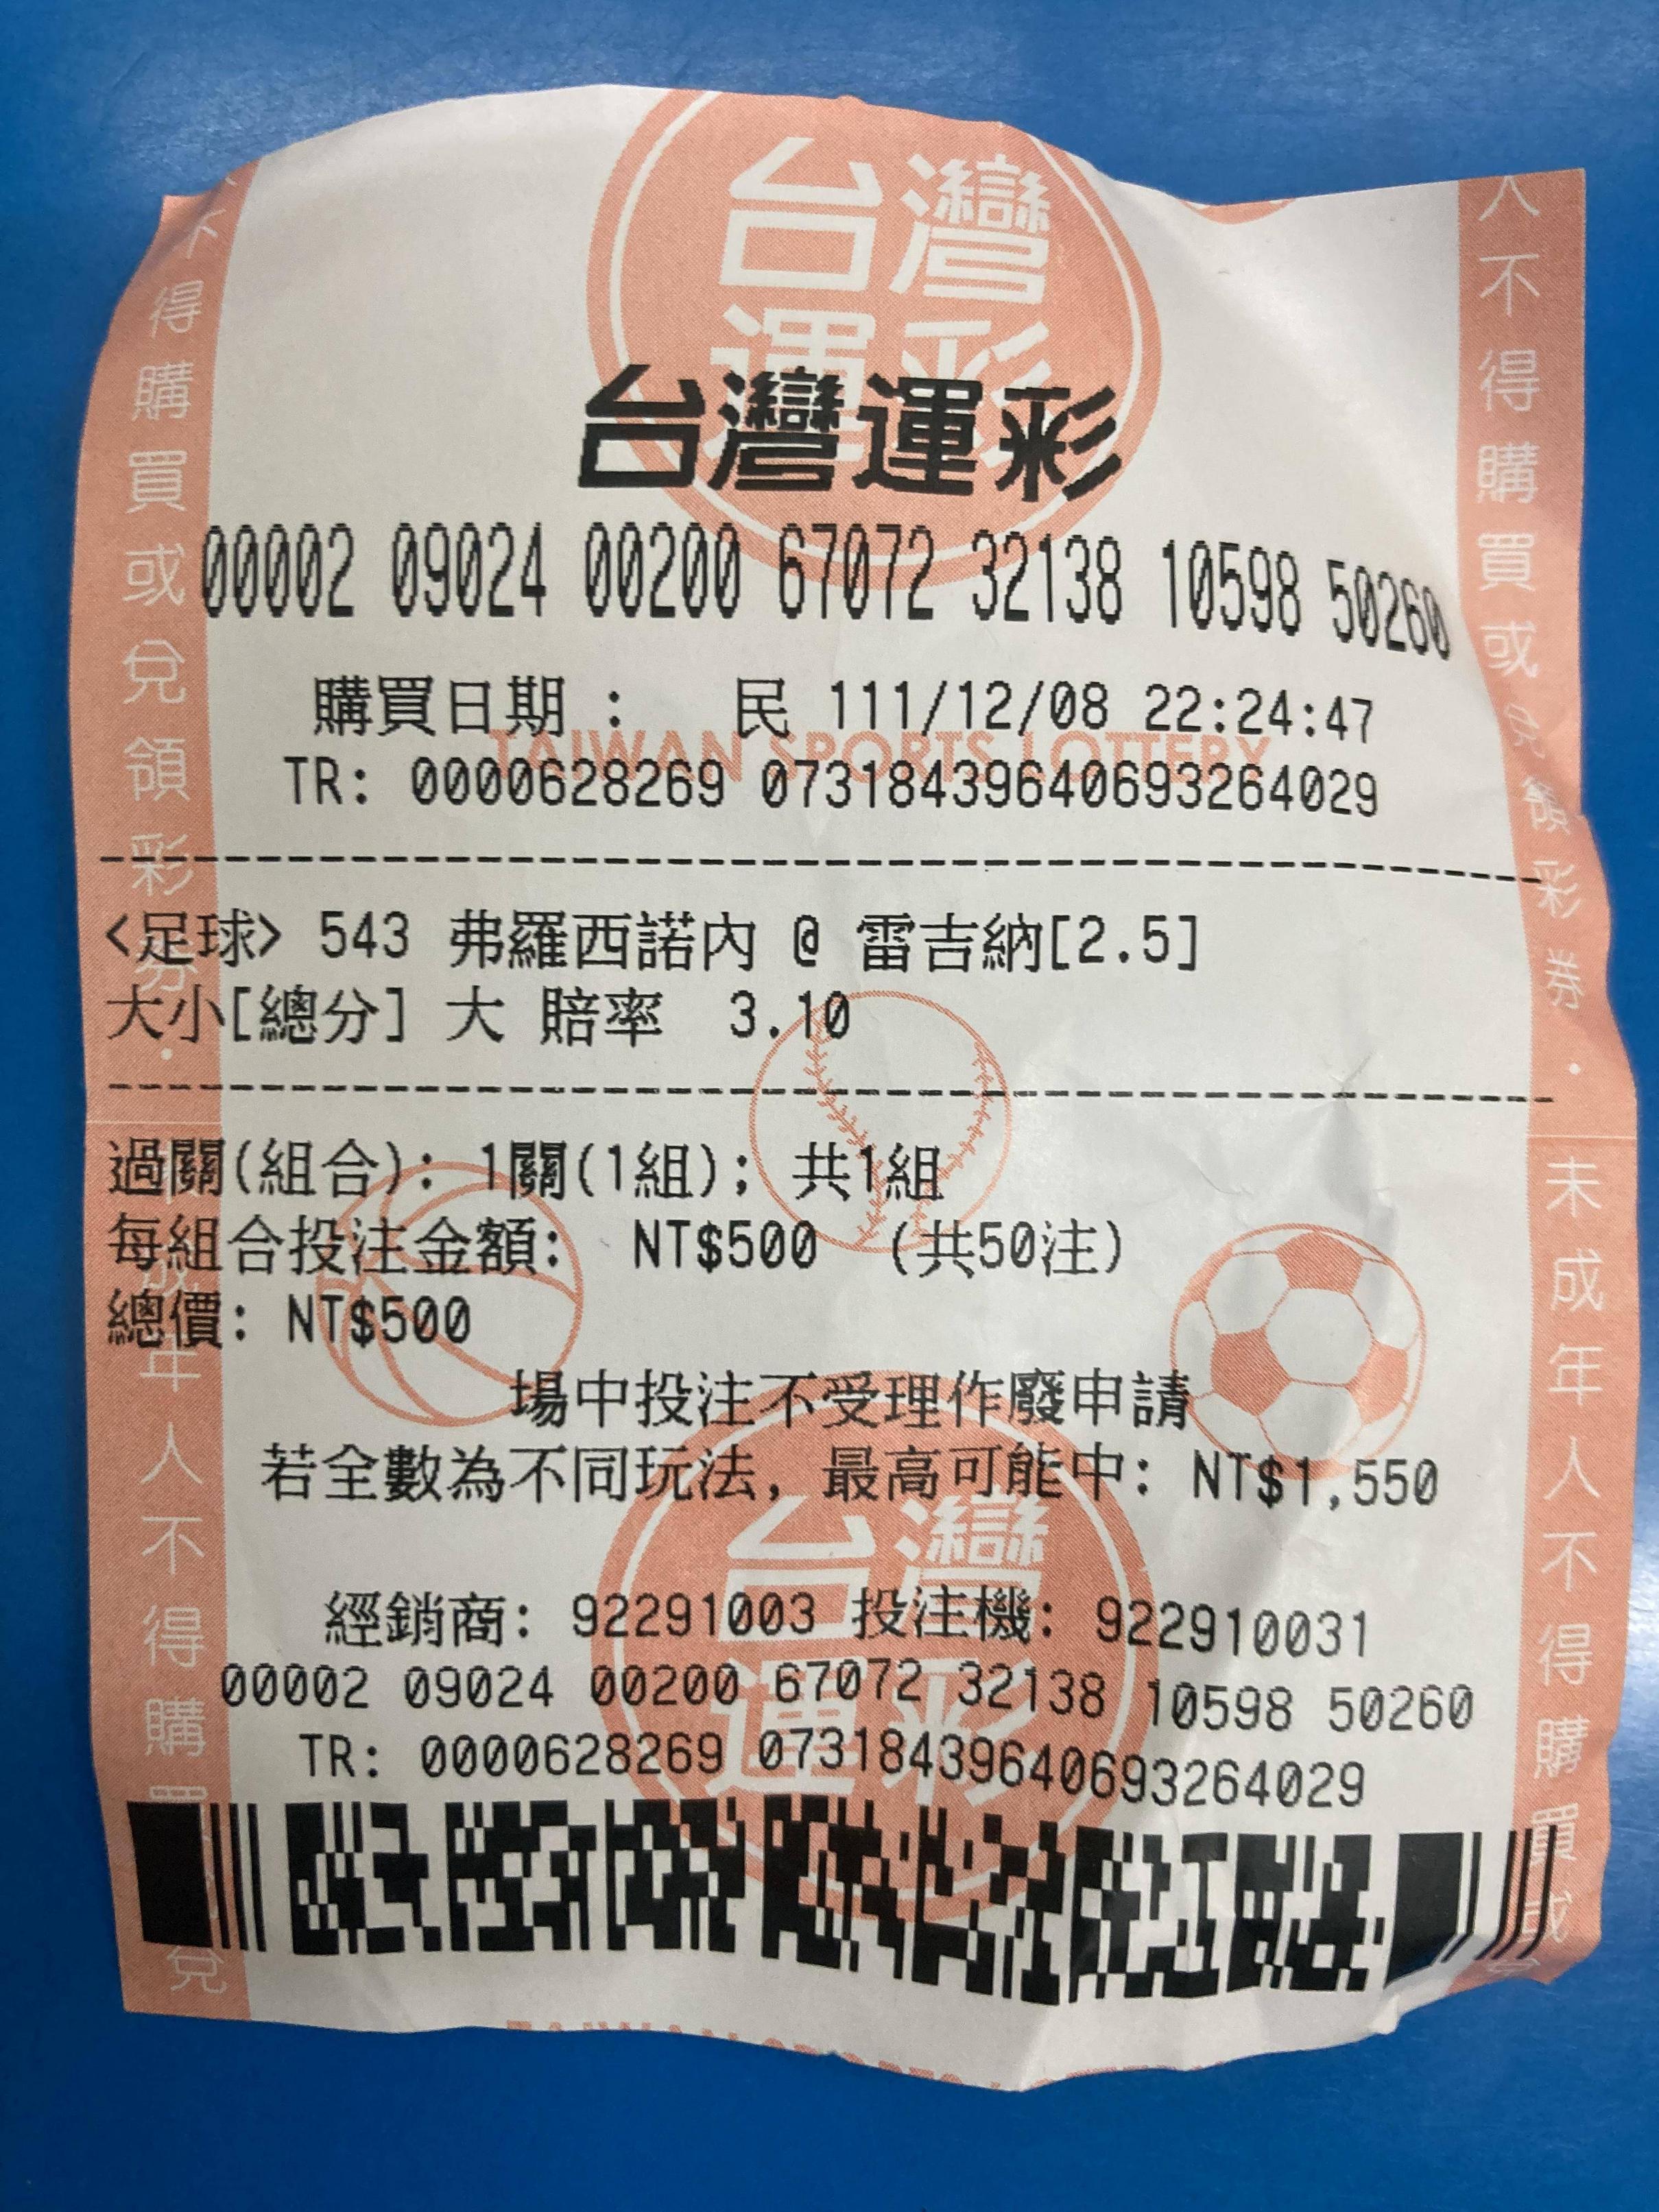 台灣
運彩
台灣運彩
00002 09024 00200 67072 32138 10598 50260
購買日期 : 民 111/12/08 22:24:47
TAIWAN SPORTS LOTTERY
TR: 0000628269 07318439640693264029
<足球> 543 弗羅西諾內 @ 雷吉納[2.5]
大小[總分] 大 賠率 3.10
過關(組合): 1關(1組); 共1組
每組合投注金額: NT$500 (共50注)
總價: NT$500
場中投注不受理作廢申請
若全數為不同玩法, 最高可能中: NT$1,550
台灣
運彩
經銷商: 92291003 投注機: 922910031
00002 09024 00200 67072 32138 10598 50260
TR: 0000628269 07318439640693264029
不得購買或兌領彩券・
成年人不得購買
兌
人不得購買或兌領彩券・未成年人不得購買或